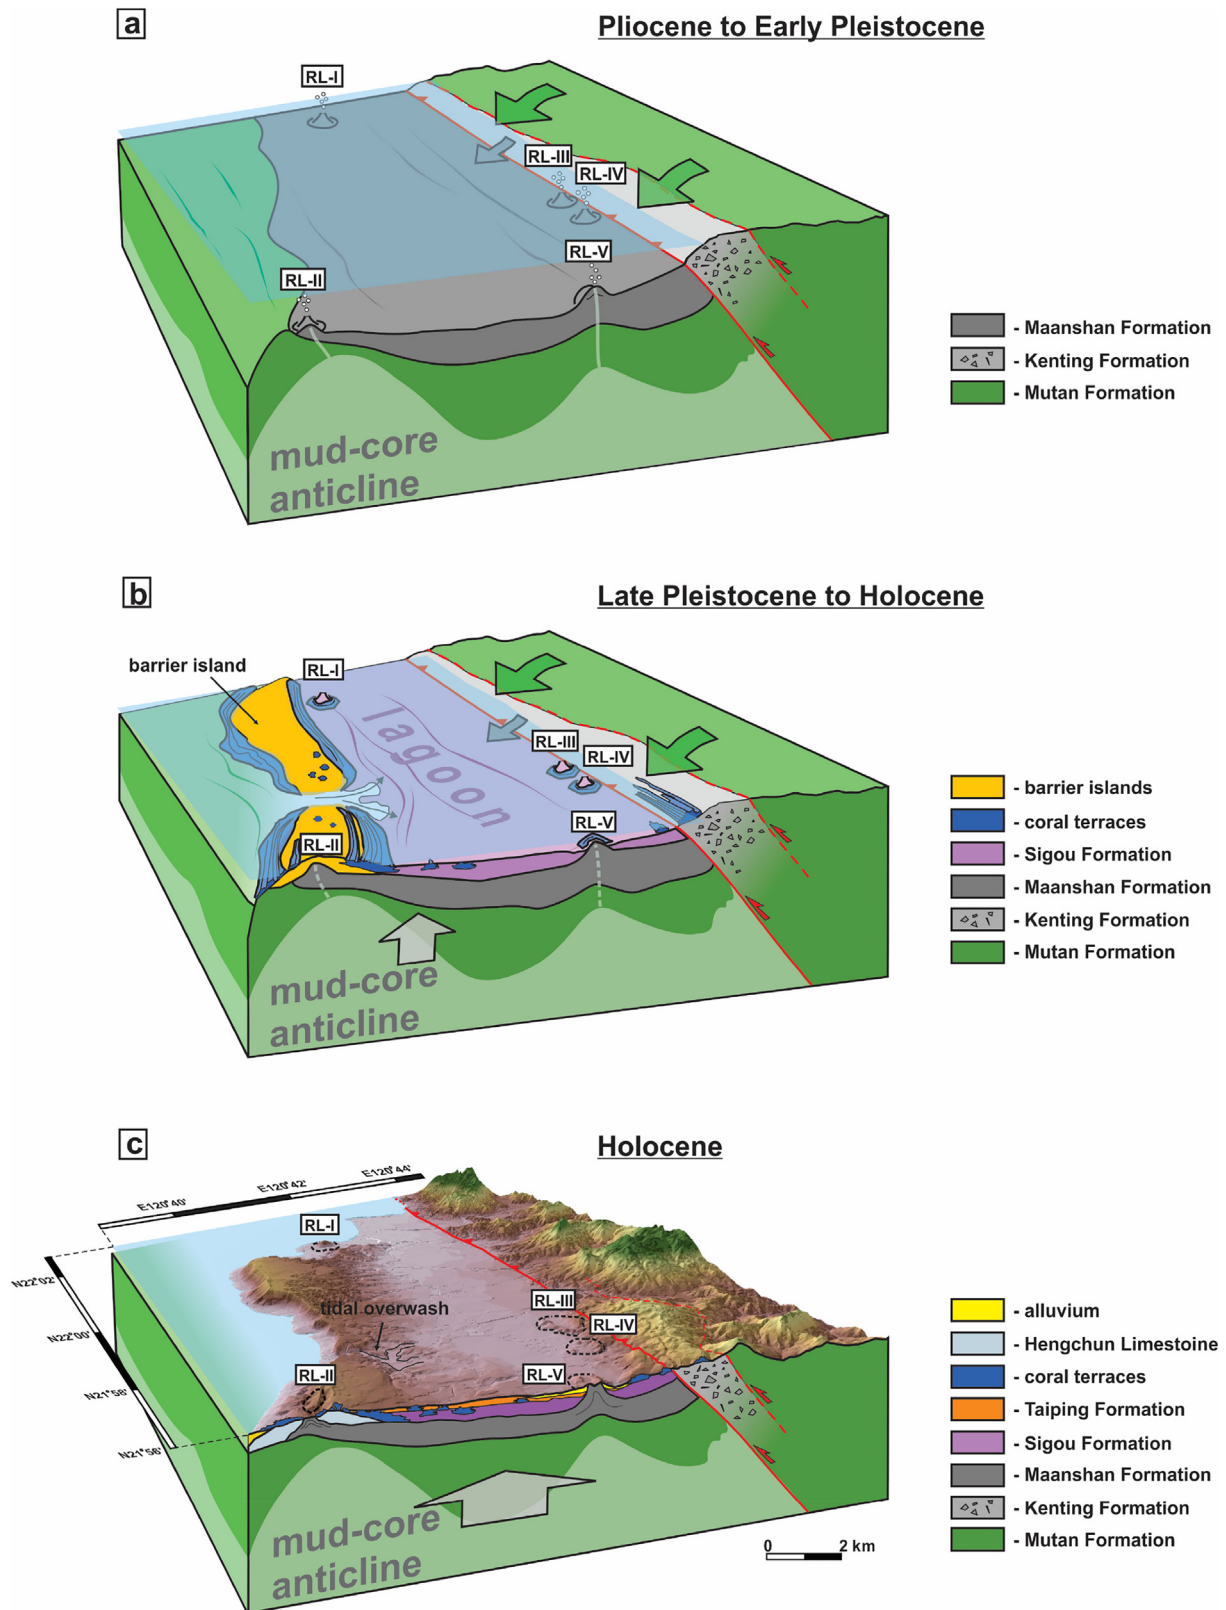 a
Pliocene to Early Pleistocene
RL-I
RL-III
RL-IV
RL-V
RL-II
mud-core
anticline
- Maanshan Formation
- Kenting Formation
- Mutan Formation
b
Late Pleistocene to Holocene
barrier island
RL-I
lagoon
RL-III
RL-IV
RL-V
RL-II
mud-core
anticline
- barrier islands
- coral terraces
- Sigou Formation
- Maanshan Formation
- Kenting Formation
- Mutan Formation
c
Holocene
E120°40'
E120°42'
E120°44'
N22°02'
N22°00'
N21°58'
N21°56'
RL-I
tidal overwash
RL-III
RL-IV
RL-V
RL-II
mud-core
anticline
0 2 km
- alluvium
- Hengchun Limestoine
- coral terraces
- Taiping Formation
- Sigou Formation
- Maanshan Formation
- Kenting Formation
- Mutan Formation